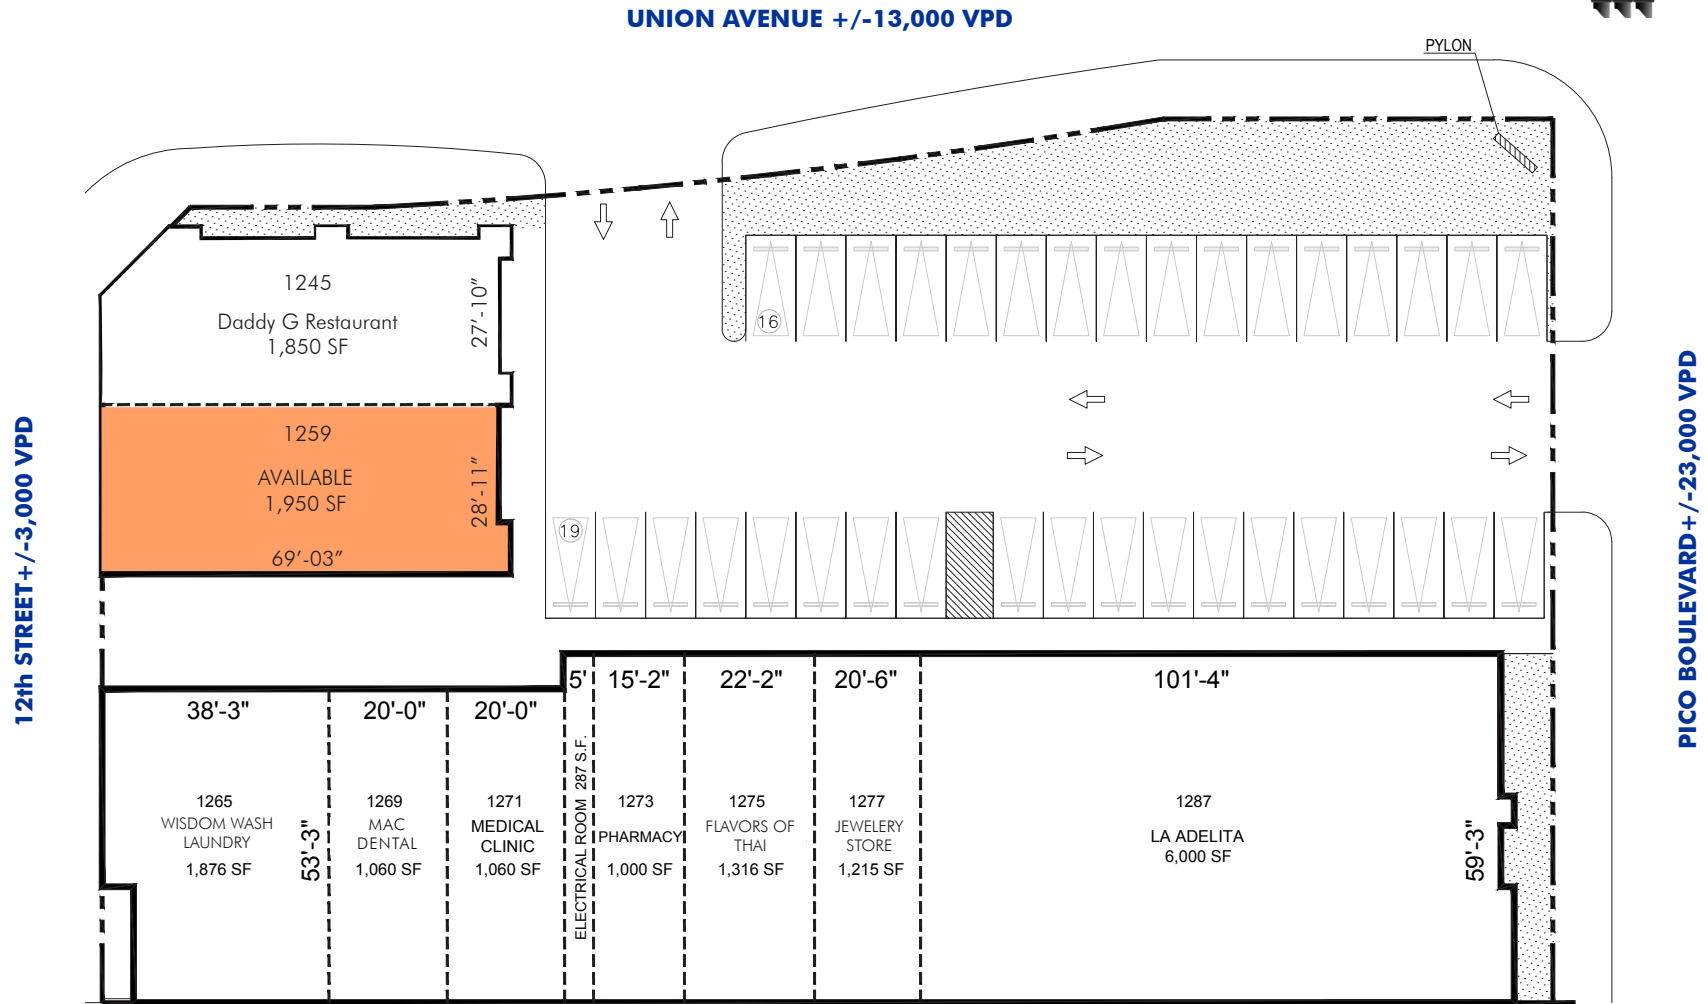 UNION AVENUE +/-13,000 VPD
PYLON
12th STREET+/-3,000 VPD
PICO BOULEVARD+/-23,000 VPD
1245
Daddy G Restaurant
1,850 SF
27'-10"
16
1259
AVAILABLE
1,950 SF
28'-11"
69'-03"
19
38'-3"
20'-0"
20'-0"
5'
15'-2"
22'-2"
20'-6"
101'-4"
1265
WISDOM WASH
LAUNDRY
1,876 SF
53'-3"
1269
MAC
DENTAL
1,060 SF
1271
MEDICAL
CLINIC
1,060 SF
ELECTRICAL ROOM 287 S.F.
1273
PHARMACY
1,000 SF
1275
FLAVORS OF
THAI
1,316 SF
1277
JEWELERY
STORE
1,215 SF
1287
LA ADELITA
6,000 SF
59'-3"